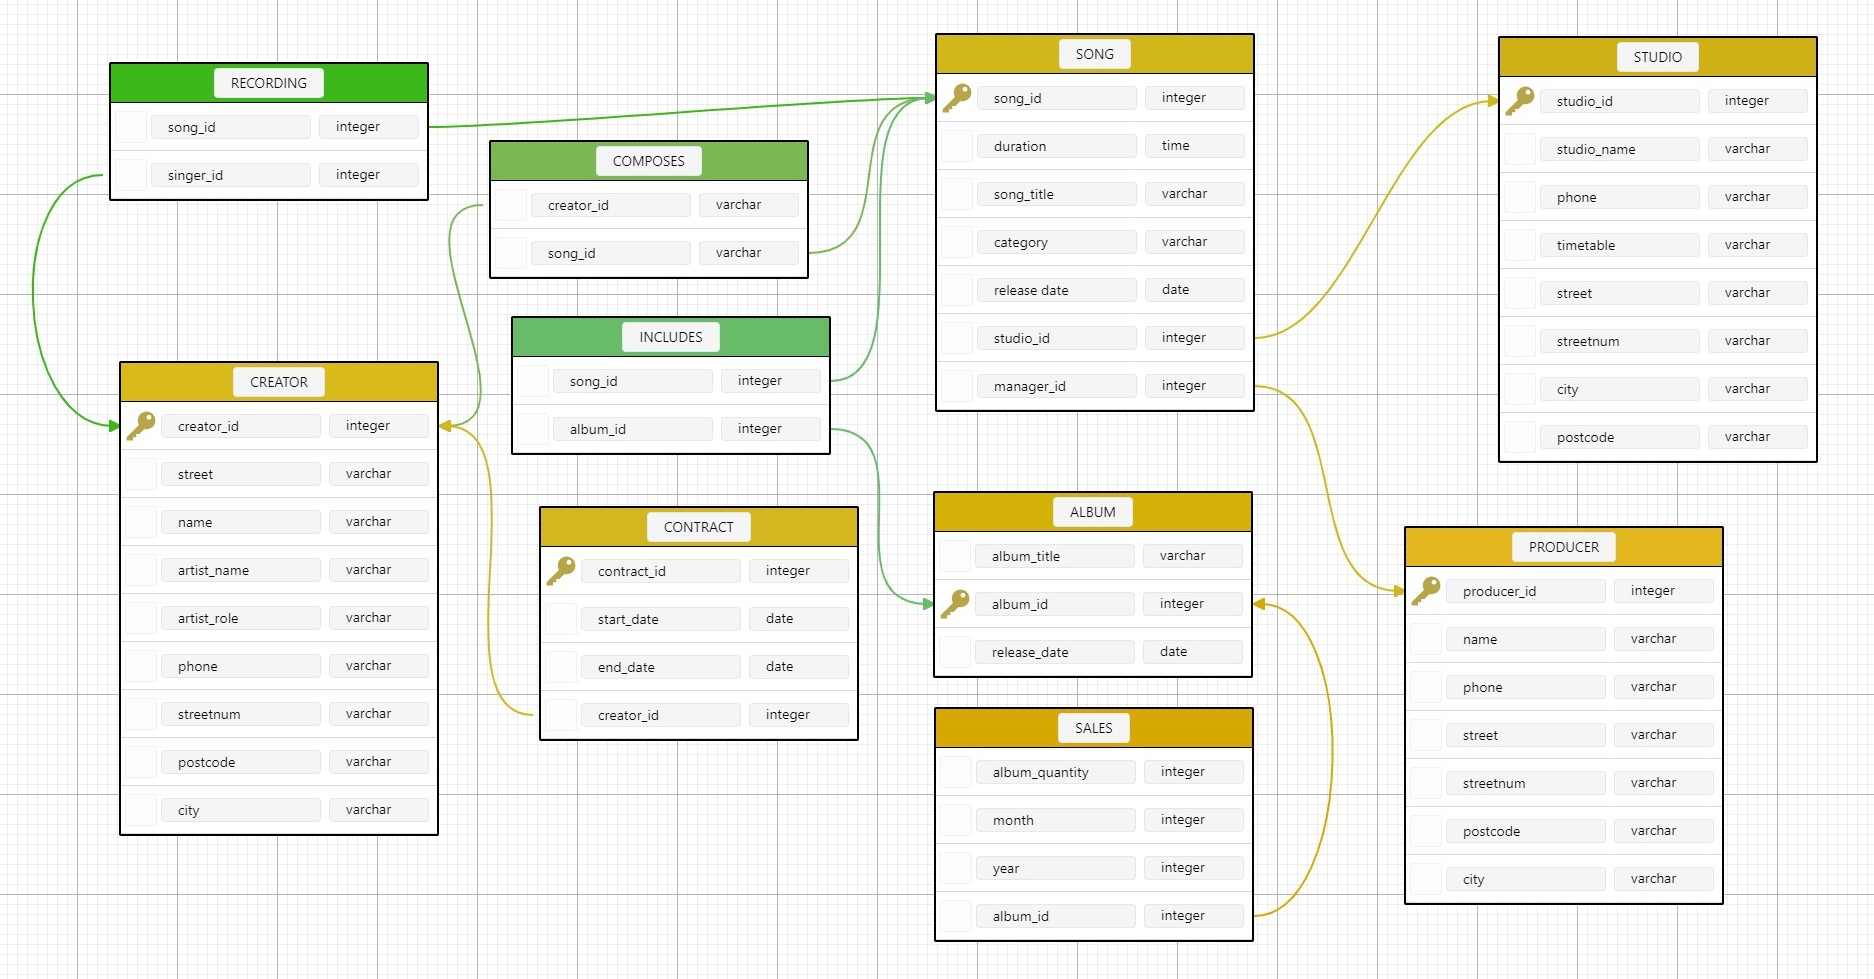 RECORDING
song_id integer
singer_id integer
COMPOSES
creator_id varchar
song_id varchar
INCLUDES
song_id integer
album_id integer
CREATOR
creator_id integer
street varchar
name varchar
artist_name varchar
artist_role varchar
phone varchar
streetnum varchar
postcode varchar
city varchar
CONTRACT
contract_id integer
start_date date
end_date date
creator_id integer
SONG
song_id integer
duration time
song_title varchar
category varchar
release date date
studio_id integer
manager_id integer
ALBUM
album_title varchar
album_id integer
release_date date
SALES
album_quantity integer
month integer
year integer
album_id integer
STUDIO
studio_id integer
studio_name varchar
phone varchar
timetable varchar
street varchar
streetnum varchar
city varchar
postcode varchar
PRODUCER
producer_id integer
name varchar
phone varchar
street varchar
streetnum varchar
postcode varchar
city varchar